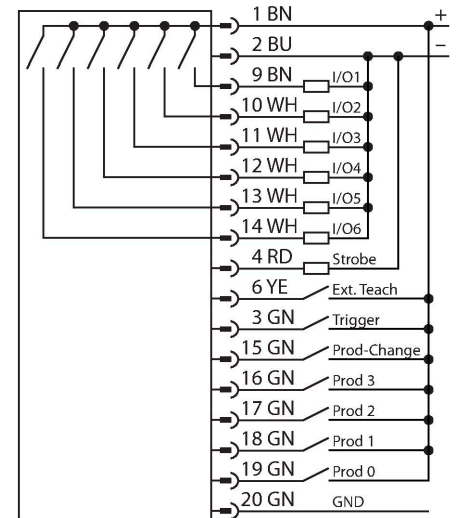 1 BN +
2 BU −
9 BN I/O1
10 WH I/O2
11 WH I/O3
12 WH I/O4
13 WH I/O5
14 WH I/O6
4 RD Strobe
6 YE Ext. Teach
3 GN Trigger
15 GN Prod-Change
16 GN Prod 3
17 GN Prod 2
18 GN Prod 1
19 GN Prod 0
20 GN GND